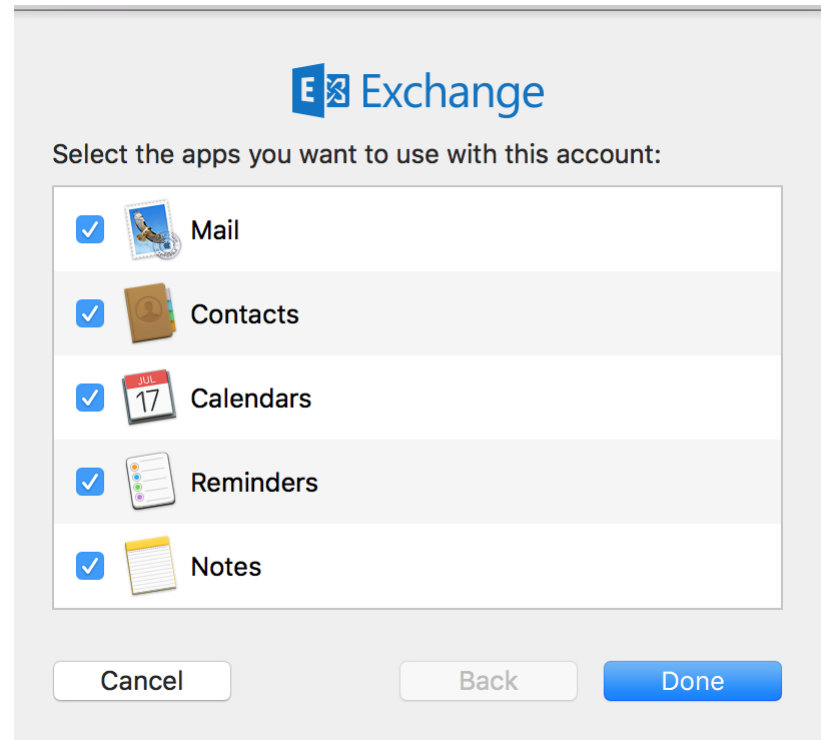 E Exchange
Select the apps you want to use with this account:
Mail
Contacts
JUL
17
Calendars
Reminders
Notes
Cancel
Back
Done